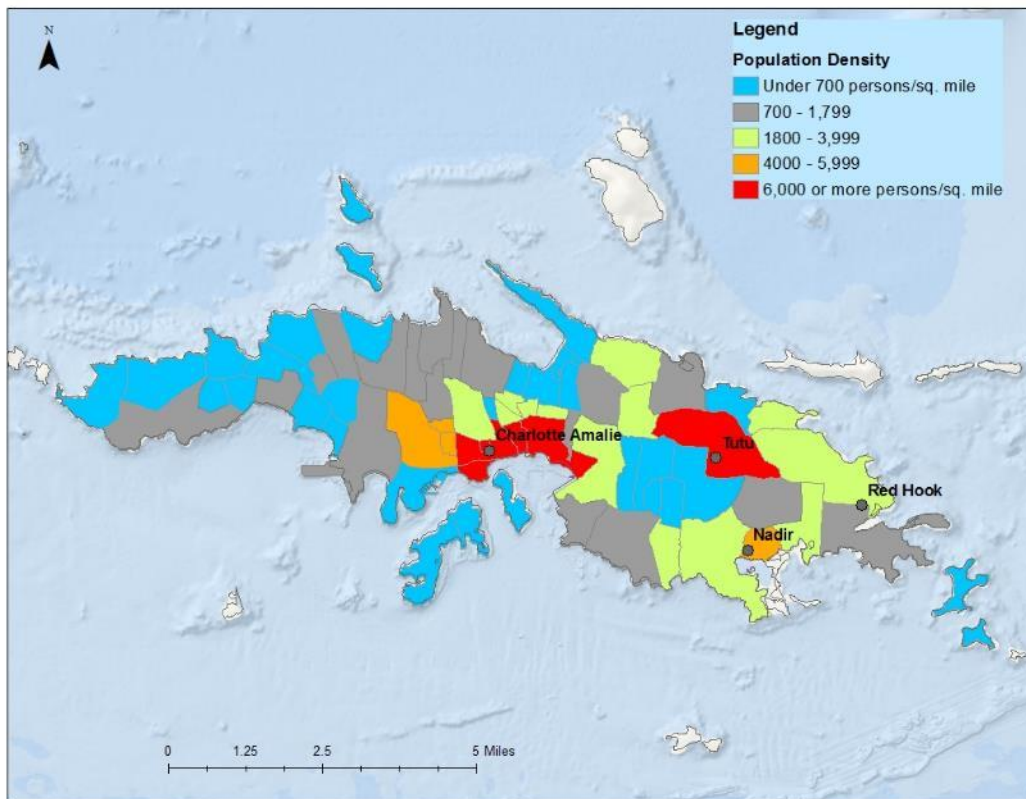 N
Legend
Population Density
Under 700 persons/sq. mile
700 - 1,799
1800 - 3,999
4000 - 5,999
6,000 or more persons/sq. mile
Charlotte Amalie
Tutu
Red Hook
Nadir
0 1.25 2.5 5 Miles